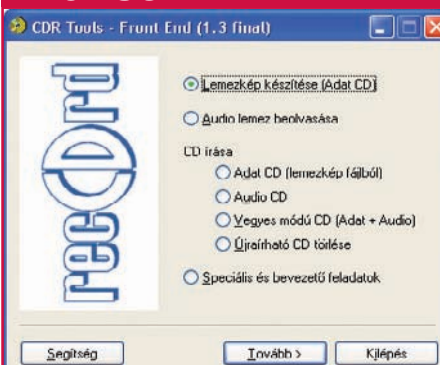 CDR Tools - Front End (1.3 final)
recORd
Lemezkép készítése (Adat CD)
Audio lemez beolvasása
CD írása
Adat CD (lemezkép fájlból)
Audio CD
Vegyes módú CD (Adat + Audio)
Újraírható CD törlése
Speciális és bevezető feladatok
Segítség
Tovább >
Kilépés